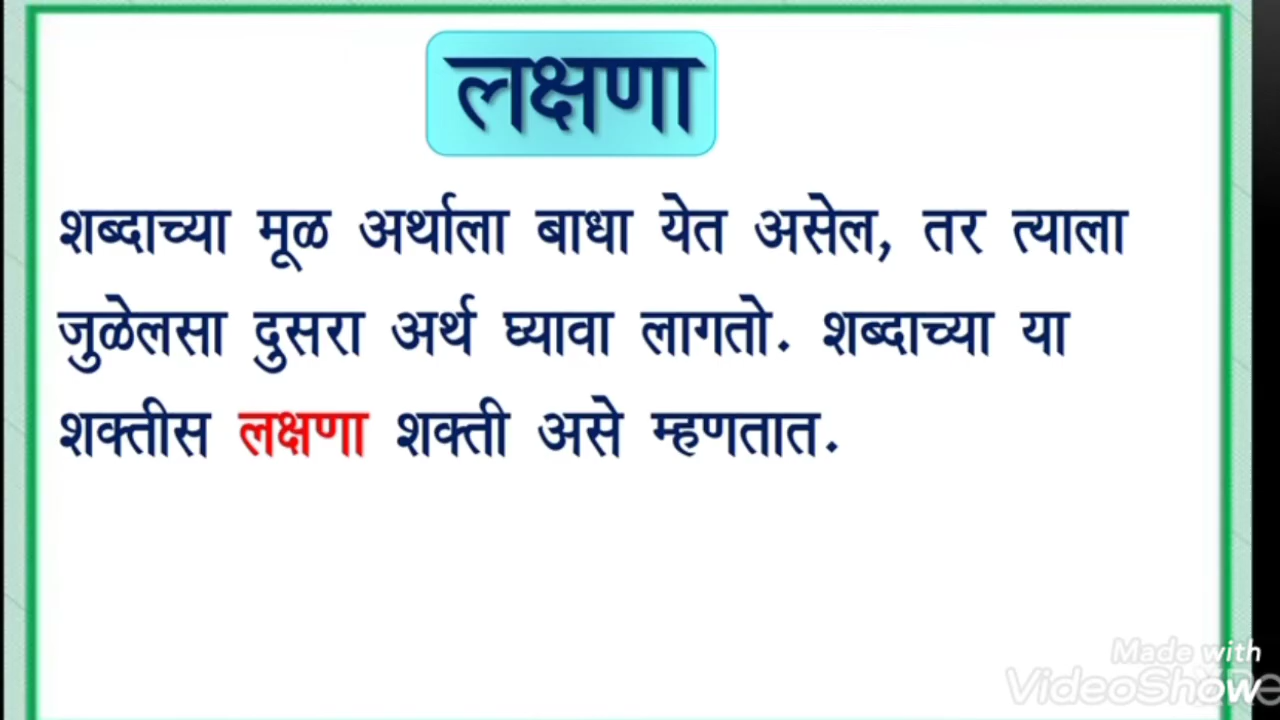 लक्षणा
शब्दाच्या मूळ अर्थाला बाधा येत असेल, तर त्याला
जुळेलसा दुसरा अर्थ घ्यावा लागतो. शब्दाच्या या
शक्तीस लक्षणा शक्ती असे म्हणतात.
Made with
VideoShow